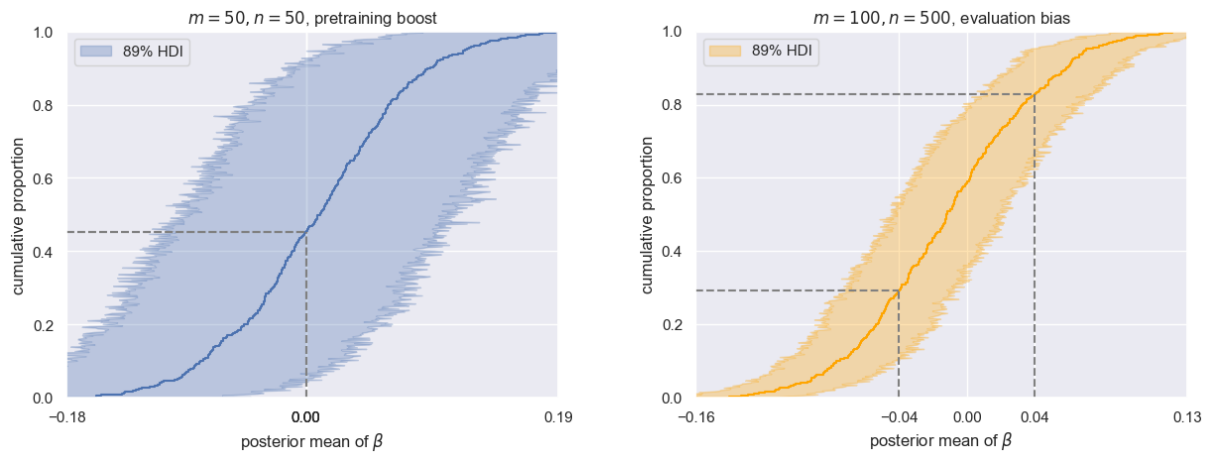 m = 50, n = 50, pretraining boost
89% HDI
cumulative proportion
1.0
0.8
0.6
0.4
0.2
0.0
−0.18
0.00
0.19
posterior mean of β
m = 100, n = 500, evaluation bias
89% HDI
cumulative proportion
1.0
0.8
0.6
0.4
0.2
0.0
−0.16
−0.04
0.00
0.04
0.13
posterior mean of β